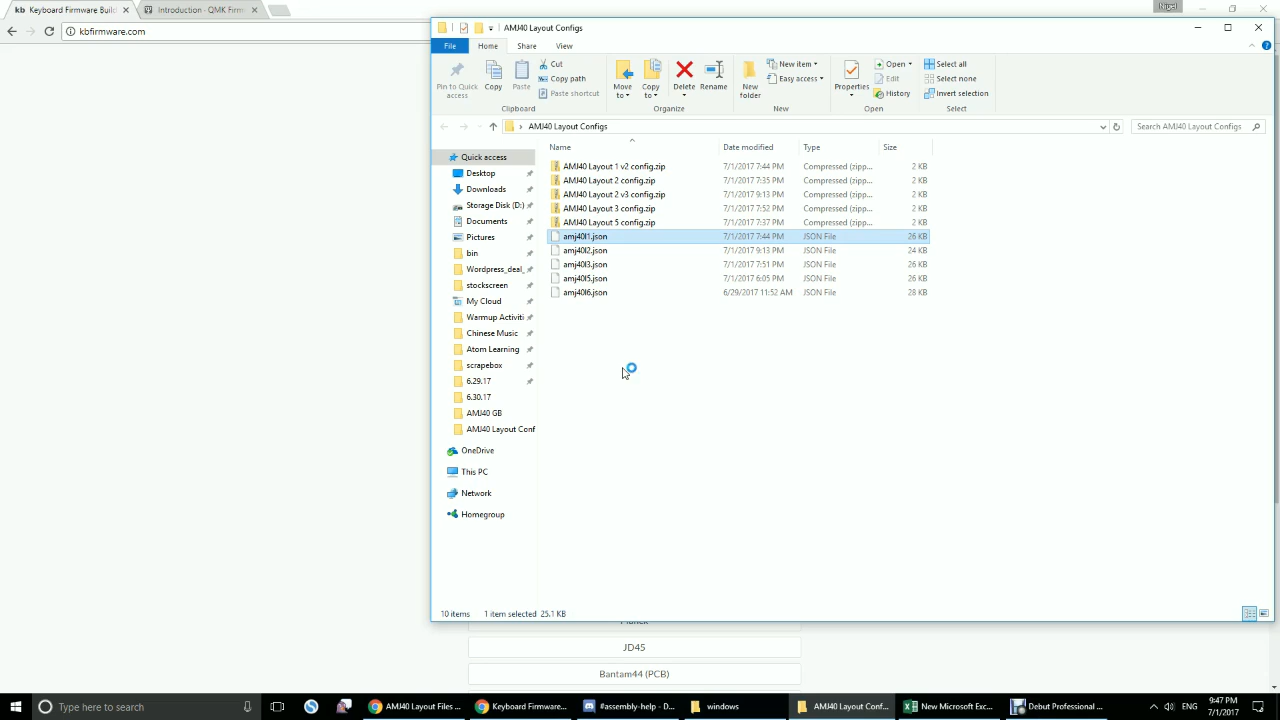 kb Keyboard Firmware Build
Introduction - QMK Firm
Nigel
kbfirmware.com
AMJ40 Layout Configs
File
Home
Share
View
Pin to Quick access
Copy
Paste
Cut
Copy path
Paste shortcut
Clipboard
Move to
Copy to
Delete
Rename
Organize
New folder
New item
Easy access
New
Properties
Open
Edit
History
Open
Select all
Select none
Invert selection
Select
AMJ40 Layout Configs
Search AMJ40 Layout Configs
Name Date modified Type Size
AMJ40 Layout 1 v2 config.zip 7/1/2017 7:44 PM Compressed (zipp... 2 KB
AMJ40 Layout 2 config.zip 7/1/2017 7:35 PM Compressed (zipp... 2 KB
AMJ40 Layout 2 v3 config.zip 7/1/2017 9:13 PM Compressed (zipp... 2 KB
AMJ40 Layout 3 config.zip 7/1/2017 7:52 PM Compressed (zipp... 2 KB
AMJ40 Layout 5 config.zip 7/1/2017 7:37 PM Compressed (zipp... 2 KB
amj40l1.json 7/1/2017 7:44 PM JSON File 26 KB
amj40l2.json 7/1/2017 9:13 PM JSON File 24 KB
amj40l3.json 7/1/2017 7:51 PM JSON File 26 KB
amj40l5.json 7/1/2017 6:05 PM JSON File 26 KB
amj40l6.json 6/29/2017 11:52 AM JSON File 28 KB
Quick access
Desktop
Downloads
Storage Disk (D:)
Documents
Pictures
bin
Wordpress_deal_
stockscreen
My Cloud
Warmup Activiti
Chinese Music
Atom Learning
scrapebox
6.29.17
6.30.17
AMJ40 GB
AMJ40 Layout Conf
OneDrive
This PC
Network
Homegroup
10 items 1 item selected 25.1 KB
JD45
Bantam44 (PCB)
Type here to search
AMJ40 Layout Files ...
Keyboard Firmware...
#assembly-help - D...
windows
AMJ40 Layout Conf...
New Microsoft Exc...
Debut Professional ...
ENG
9:47 PM
7/1/2017